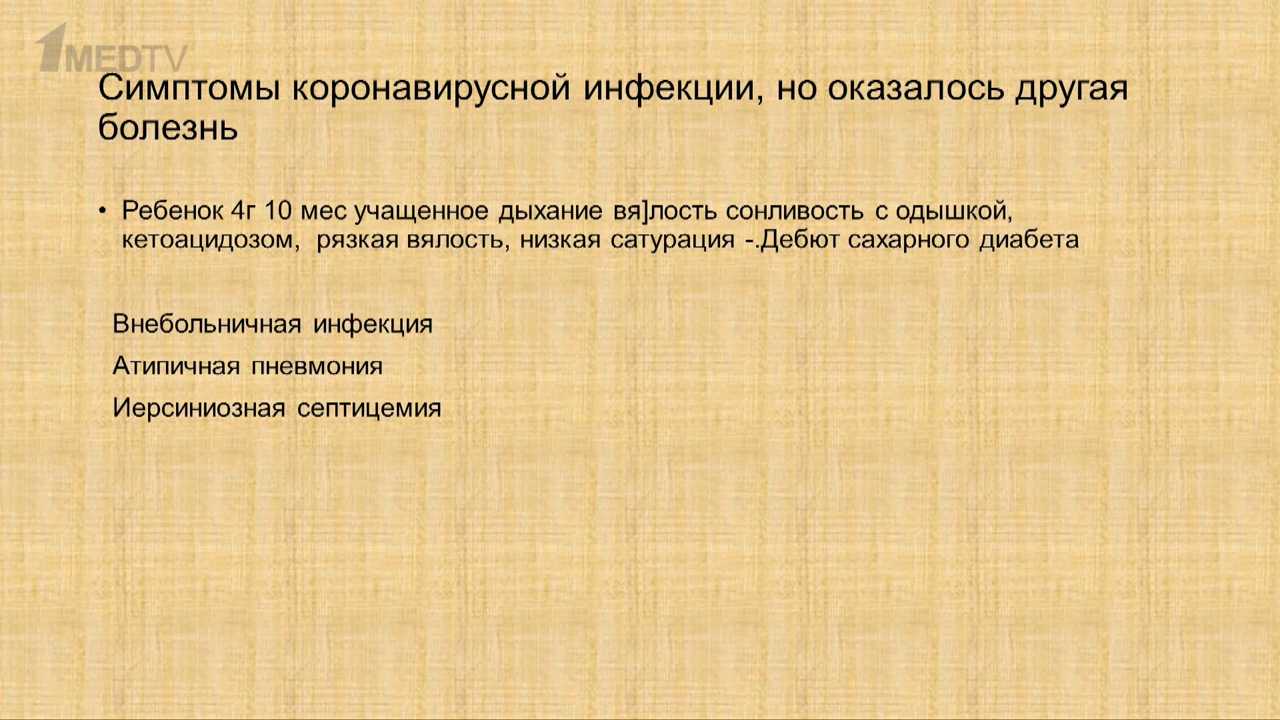 1MEDTV
Симптомы коронавирусной инфекции, но оказалось другая
болезнь
• Ребенок 4г 10 мес учащенное дыхание вя]лость сонливость с одышкой,
кетоацидозом, рязкая вялость, низкая сатурация -.Дебют сахарного диабета
Внебольничная инфекция
Атипичная пневмония
Иерсиниозная септицемия